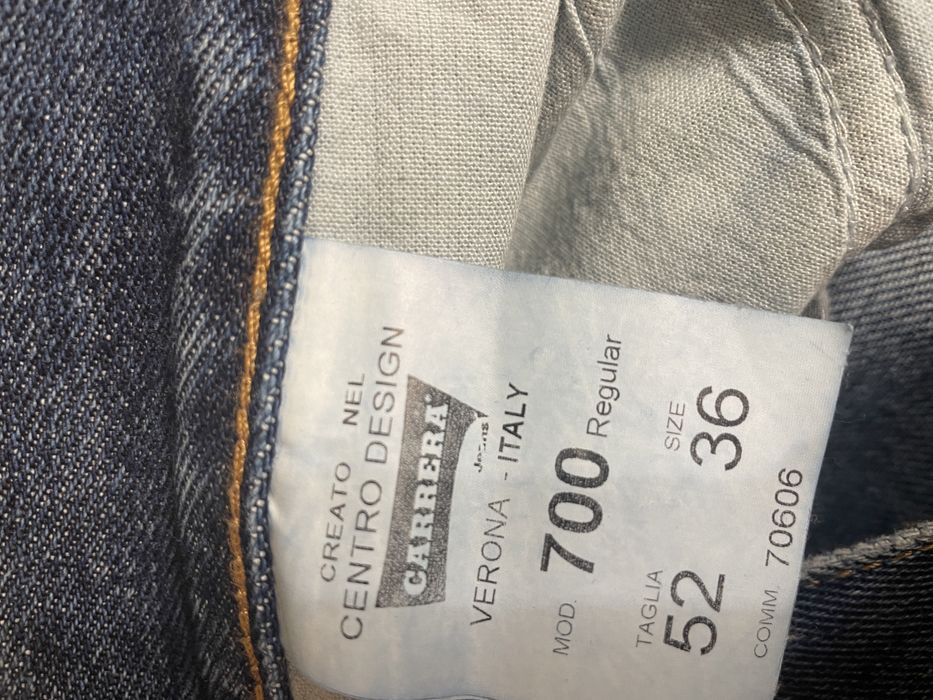 CREATO NEL
CENTRO DESIGN
CARRERA
Jeans
VERONA - ITALY
MOD. 700 Regular
TAGLIA SIZE
52 36
COMM. 70606